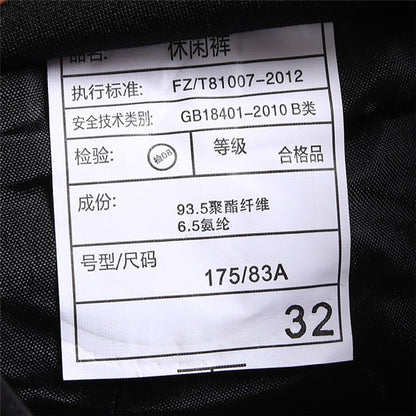 品名: 休闲裤
执行标准: FZ/T81007-2012
安全技术类别: GB18401-2010 B类
检验: 检08 等级 合格品
成份: 93.5聚酯纤维
6.5氨纶
号型/尺码 175/83A
32